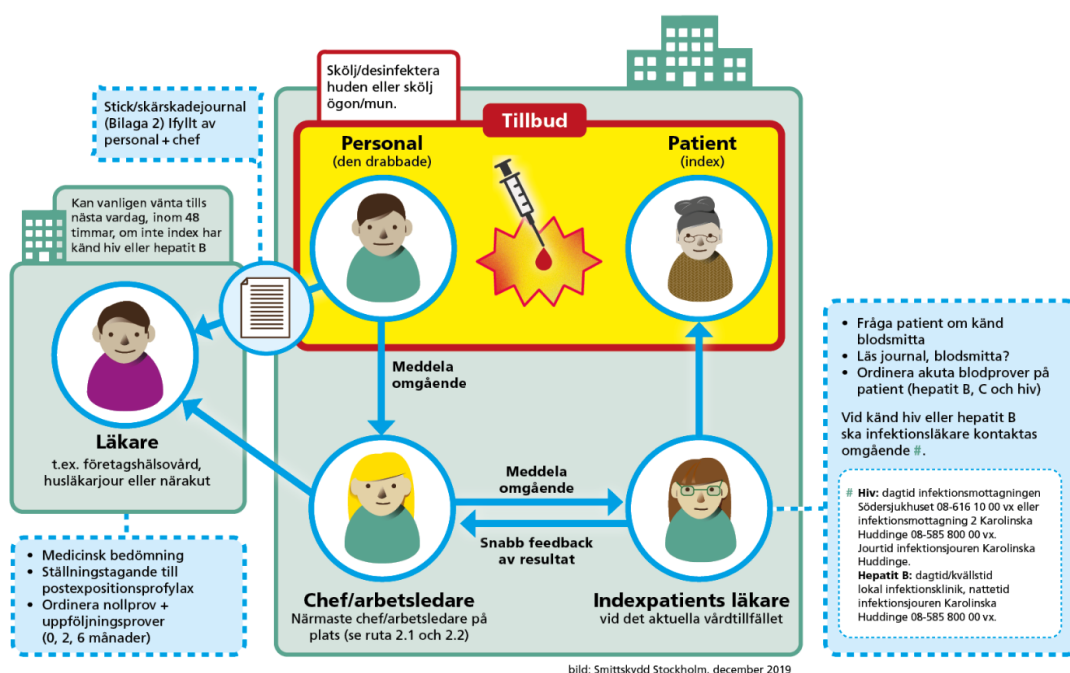 Skölj/desinfektera
huden eller skölj
ögon/mun.
Tillbud
Stick/skärskadejournal
(Bilaga 2) Ifyllt av
personal + chef
Personal
(den drabbade)
Patient
(index)
Kan vanligen vänta tills
nästa vardag, inom 48
timmar, om inte index har
känd hiv eller hepatit B
Läkare
t.ex. företagshälsovård,
husläkarjour eller närakut
• Medicinsk bedömning
• Ställningstagande till
postexpositionsprofylax
• Ordinera nollprov +
uppföljningsprover
(0, 2, 6 månader)
Meddela
omgående
Meddela
omgående
Snabb feedback
av resultat
Chef/arbetsledare
Närmaste chef/arbetsledare på
plats (se ruta 2.1 och 2.2)
Indexpatients läkare
vid det aktuella vårdtillfället
• Fråga patient om känd
blodsmitta
• Läs journal, blodsmitta?
• Ordinera akuta blodprover på
patient (hepatit B, C och hiv)
Vid känd hiv eller hepatit B
ska infektionsläkare kontaktas
omgående #.
# Hiv: dagtid infektionsmottagningen
Södersjukhuset 08-616 10 00 vx eller
infektionsmottagning 2 Karolinska
Huddinge 08-585 800 00 vx.
Jourtid infektionsjouren Karolinska
Huddinge.
Hepatit B: dagtid/kvällstid
lokal infektionsklinik, nattetid
infektionsjouren Karolinska
Huddinge 08-585 800 00 vx.
bild: Smittskydd Stockholm, december 2019